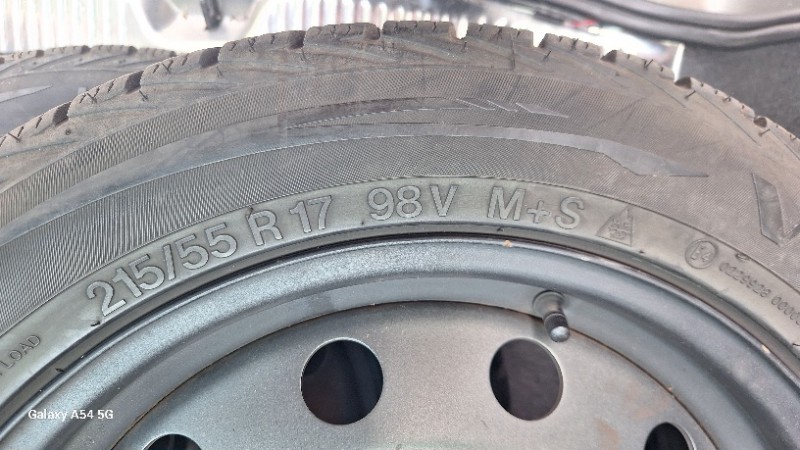 215/55 R 17 98V M+S
LOAD
Galaxy A54 5G